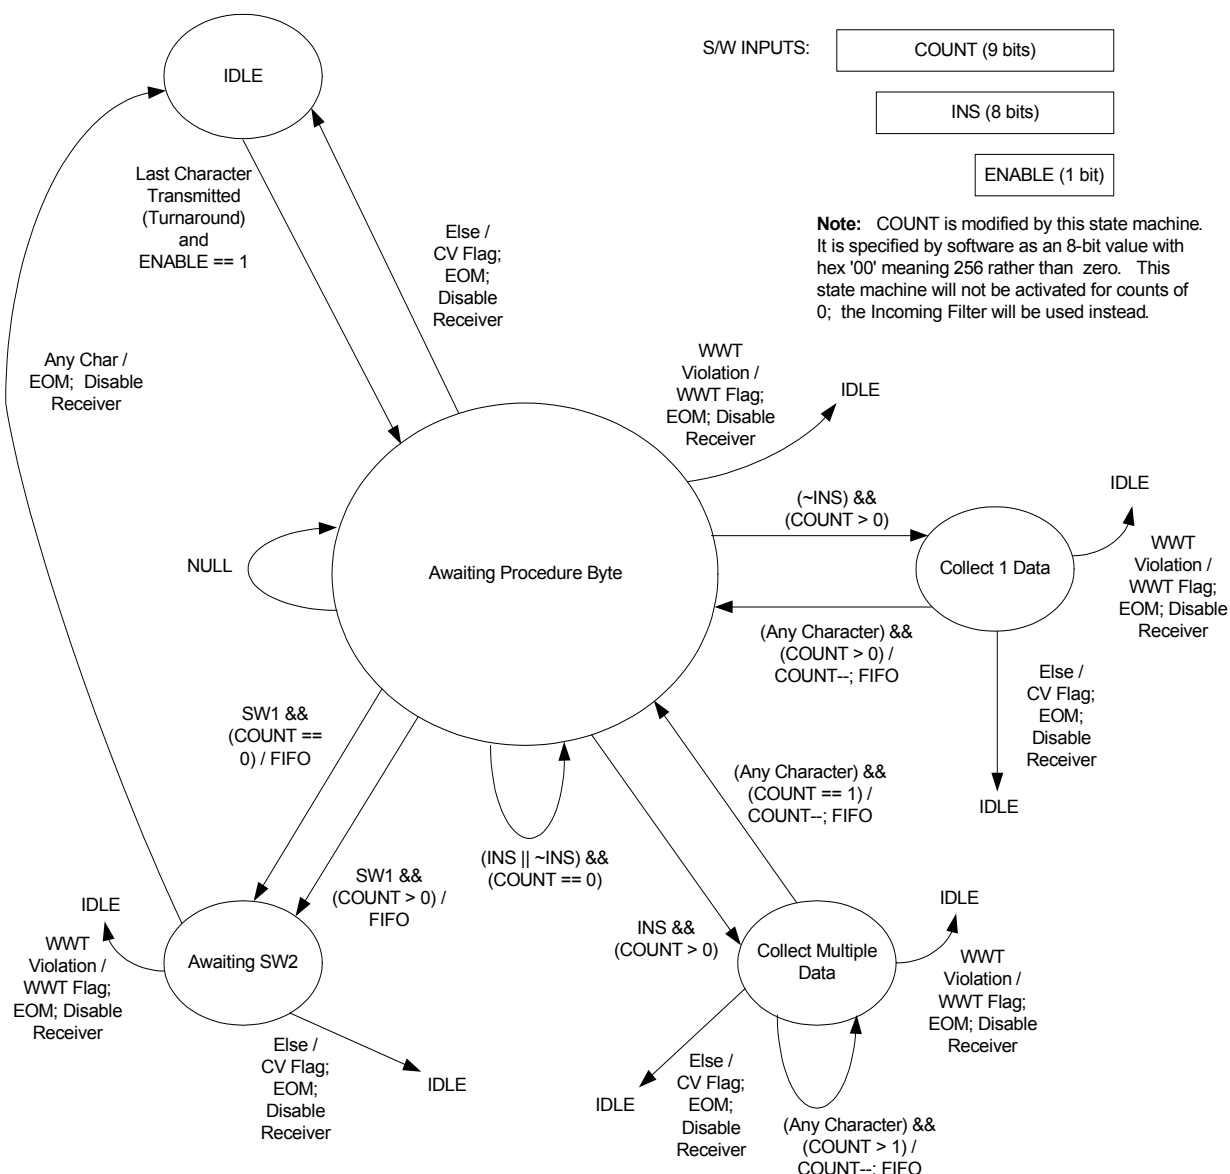 S/W INPUTS:
COUNT (9 bits)
IDLE
INS (8 bits)
ENABLE (1 bit)
Last Character
Transmitted
(Turnaround)
and
ENABLE == 1
Else /
CV Flag;
EOM;
Disable
Receiver
Note: COUNT is modified by this state machine.
It is specified by software as an 8-bit value with
hex '00' meaning 256 rather than zero. This
state machine will not be activated for counts of
0; the Incoming Filter will be used instead.
Any Char /
EOM; Disable
Receiver
WWT
Violation /
WWT Flag;
EOM; Disable
Receiver
IDLE
(~INS) &&
(COUNT > 0)
IDLE
NULL
Awaiting Procedure Byte
Collect 1 Data
WWT
Violation /
WWT Flag;
EOM; Disable
Receiver
(Any Character) &&
(COUNT > 0) /
COUNT--; FIFO
Else /
CV Flag;
EOM;
Disable
Receiver
IDLE
SW1 &&
(COUNT ==
0) / FIFO
(Any Character) &&
(COUNT == 1) /
COUNT--; FIFO
SW1 &&
(COUNT > 0) /
FIFO
(INS || ~INS) &&
(COUNT == 0)
INS &&
(COUNT > 0)
IDLE
WWT
Violation /
WWT Flag;
EOM; Disable
Receiver
Awaiting SW2
Collect Multiple
Data
IDLE
WWT
Violation /
WWT Flag;
EOM; Disable
Receiver
Else /
CV Flag;
EOM;
Disable
Receiver
IDLE
IDLE
Else /
CV Flag;
EOM;
Disable
Receiver
(Any Character) &&
(COUNT > 1) /
COUNT--; FIFO